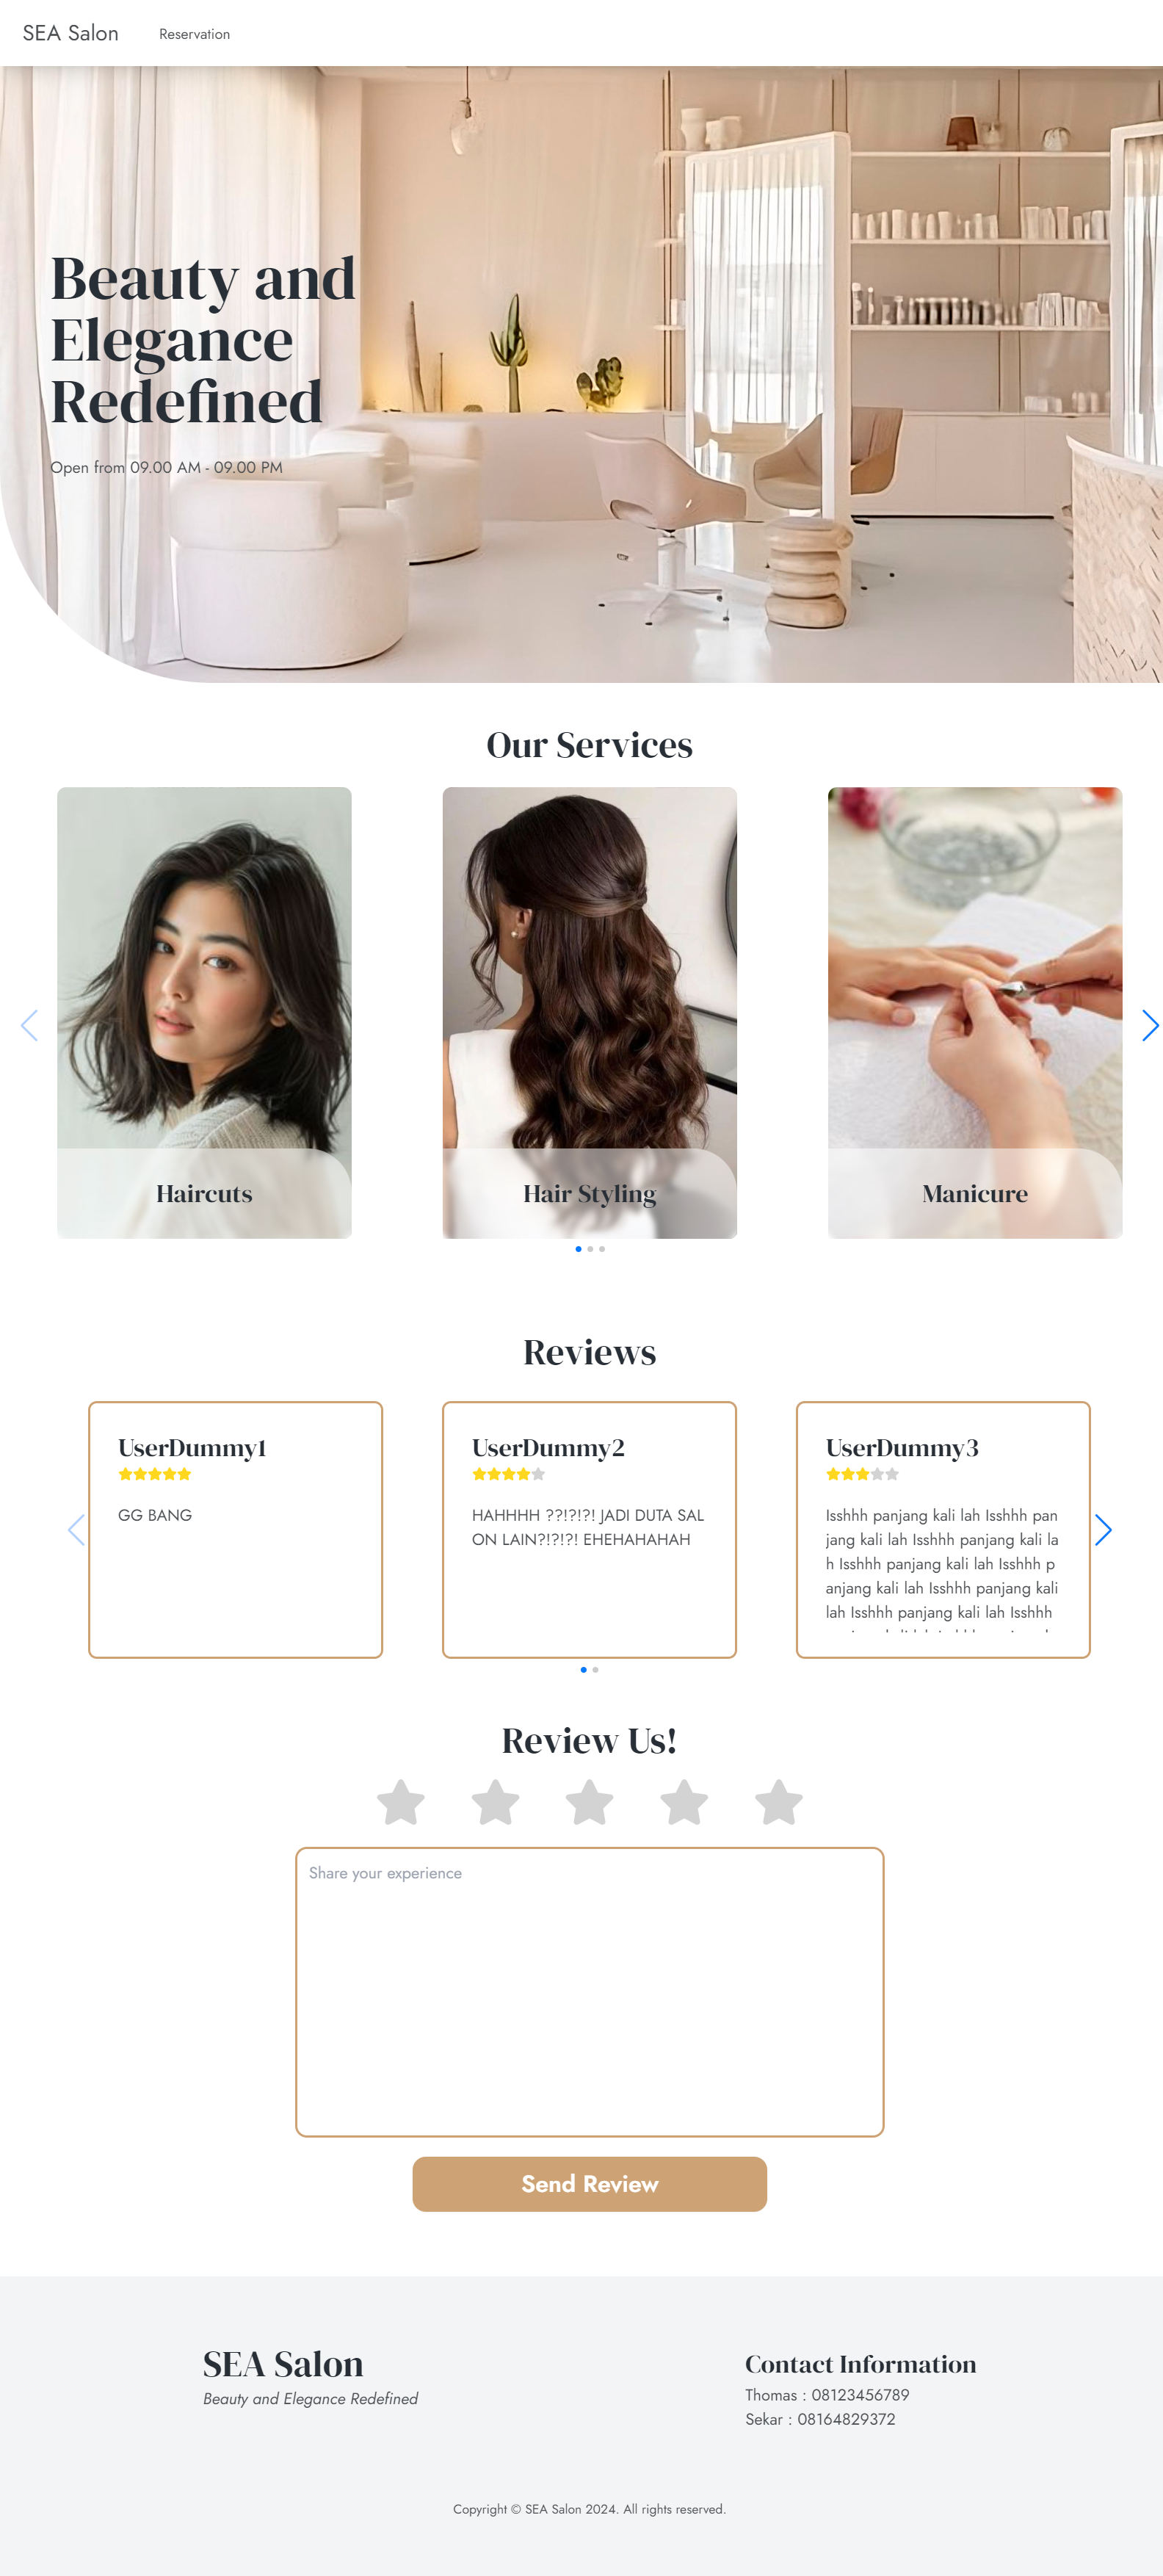 SEA Salon
Reservation
Beauty and
Elegance
Redefined
Open from 09.00 AM - 09.00 PM
Our Services
Haircuts
Hair Styling
Manicure
Reviews
UserDummy1
GG BANG
UserDummy2
HAHHHH ??!?!?! JADI DUTA SAL
ON LAIN?!?!?! EHEHAHAHAH
UserDummy3
Isshhh panjang kali lah Isshhh pan
jang kali lah Isshhh panjang kali la
h Isshhh panjang kali lah Isshhh p
anjang kali lah Isshhh panjang kali
lah Isshhh panjang kali lah Isshhh
Review Us!
Share your experience
Send Review
SEA Salon
Beauty and Elegance Redefined
Contact Information
Thomas : 08123456789
Sekar : 08164829372
Copyright © SEA Salon 2024. All rights reserved.